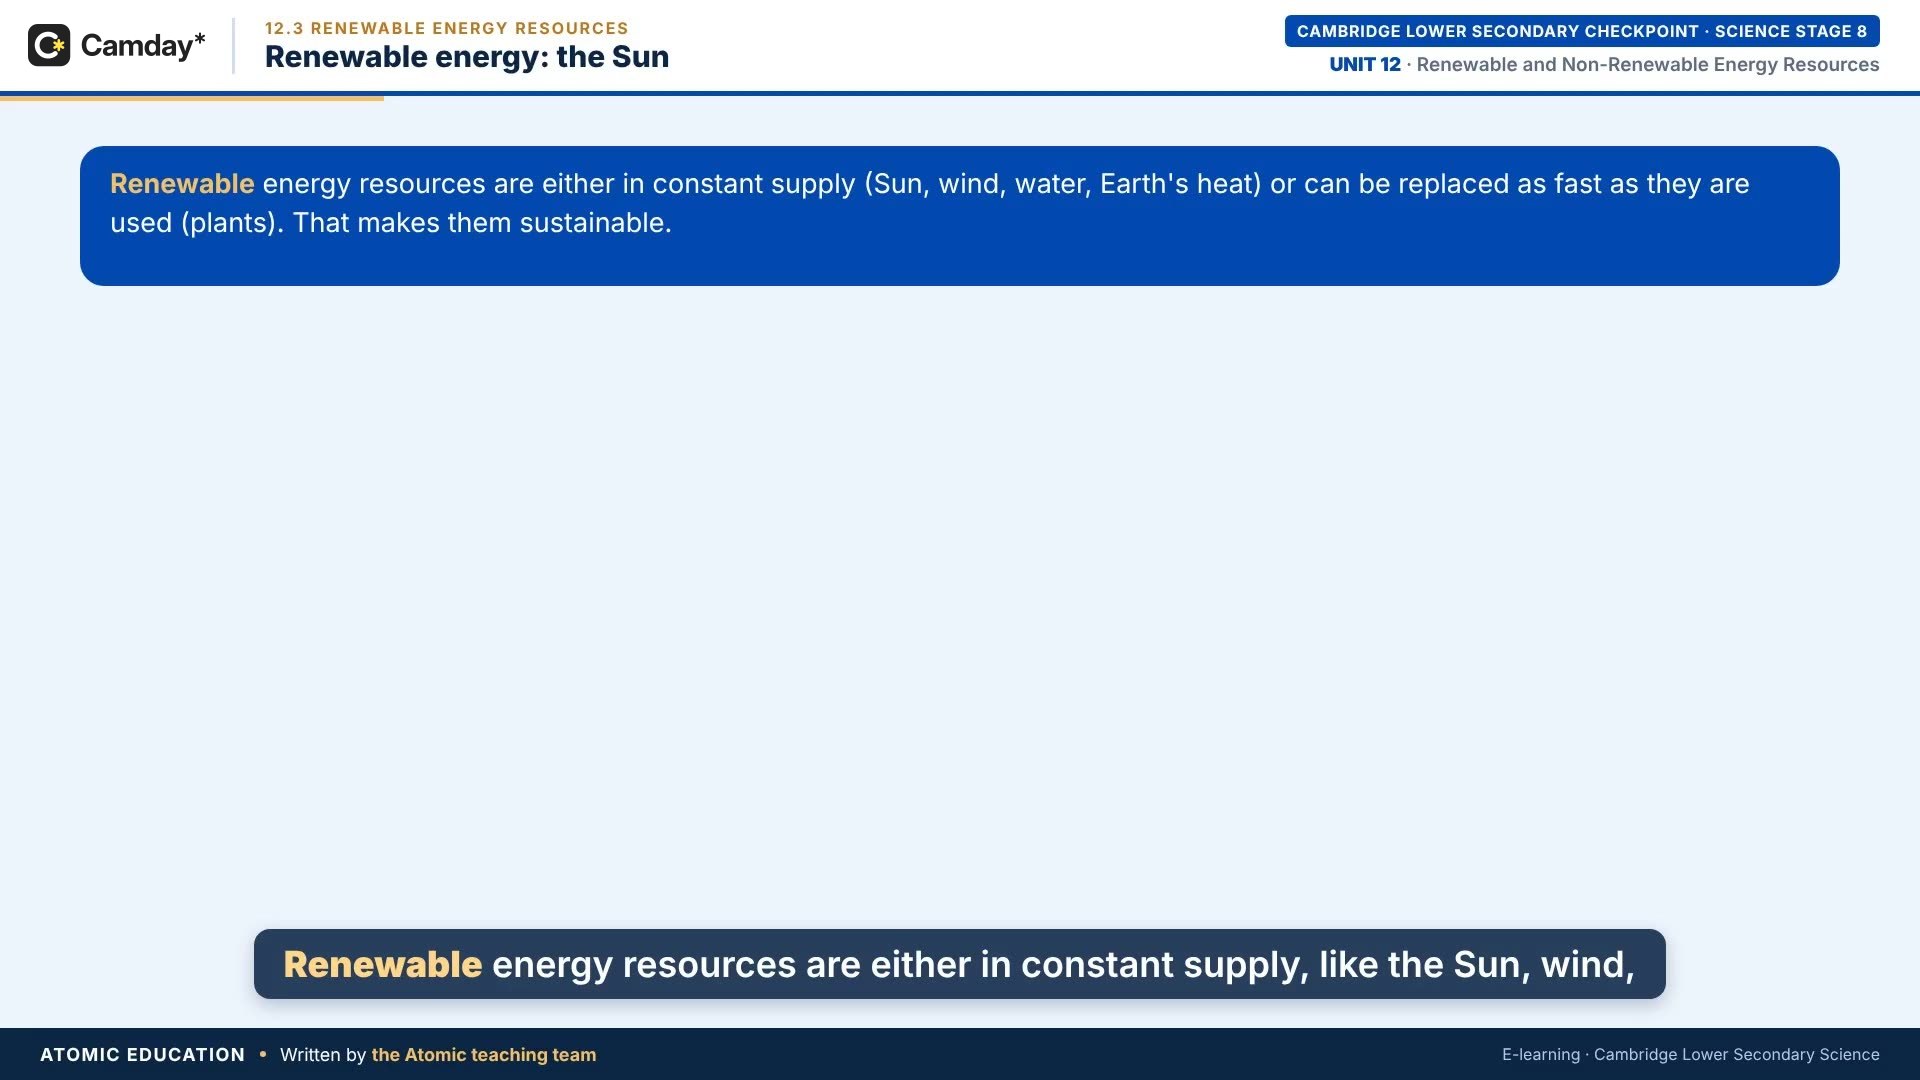 Camday*
12.3 RENEWABLE ENERGY RESOURCES
Renewable energy: the Sun
CAMBRIDGE LOWER SECONDARY CHECKPOINT · SCIENCE STAGE 8
UNIT 12 · Renewable and Non-Renewable Energy Resources
Renewable energy resources are either in constant supply (Sun, wind, water, Earth's heat) or can be replaced as fast as they are
used (plants). That makes them sustainable.
Renewable energy resources are either in constant supply, like the Sun, wind,
ATOMIC EDUCATION • Written by the Atomic teaching team
E-learning · Cambridge Lower Secondary Science